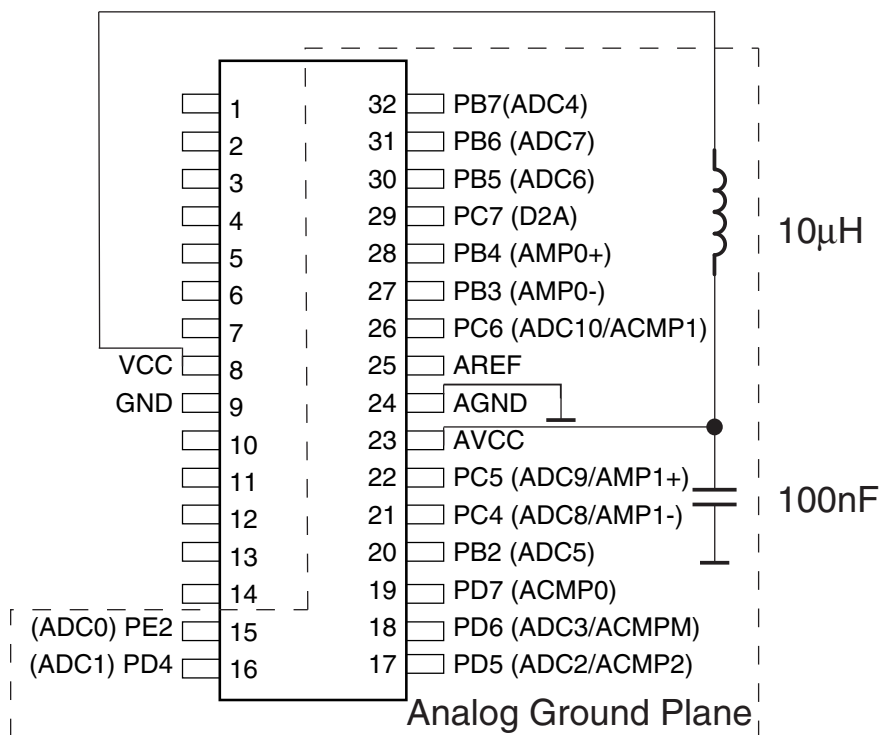 1 32 PB7(ADC4)
2 31 PB6 (ADC7)
3 30 PB5 (ADC6)
4 29 PC7 (D2A)
5 28 PB4 (AMP0+)
6 27 PB3 (AMP0-)
7 26 PC6 (ADC10/ACMP1)
VCC 8 25 AREF
GND 9 24 AGND
10 23 AVCC
11 22 PC5 (ADC9/AMP1+)
12 21 PC4 (ADC8/AMP1-)
13 20 PB2 (ADC5)
14 19 PD7 (ACMP0)
(ADC0) PE2 15 18 PD6 (ADC3/ACMPM)
(ADC1) PD4 16 17 PD5 (ADC2/ACMP2)
10μH
100nF
Analog Ground Plane